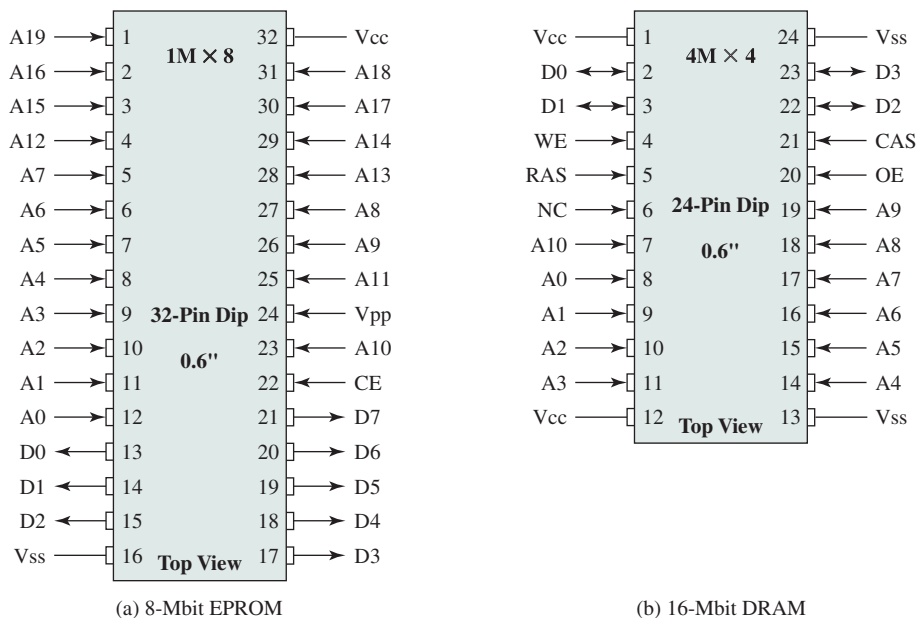 A19 1 1M × 8 32 Vcc
A16 2 31 A18
A15 3 30 A17
A12 4 29 A14
A7 5 28 A13
A6 6 27 A8
A5 7 26 A9
A4 8 25 A11
A3 9 32-Pin Dip 24 Vpp
A2 10 0.6" 23 A10
A1 11 22 CE
A0 12 21 D7
D0 13 20 D6
D1 14 19 D5
D2 15 18 D4
Vss 16 Top View 17 D3
(a) 8-Mbit EPROM
Vcc 1 4M × 4 24 Vss
D0 2 23 D3
D1 3 22 D2
WE 4 21 CAS
RAS 5 20 OE
NC 6 24-Pin Dip 19 A9
A10 7 0.6" 18 A8
A0 8 17 A7
A1 9 16 A6
A2 10 15 A5
A3 11 14 A4
Vcc 12 Top View 13 Vss
(b) 16-Mbit DRAM